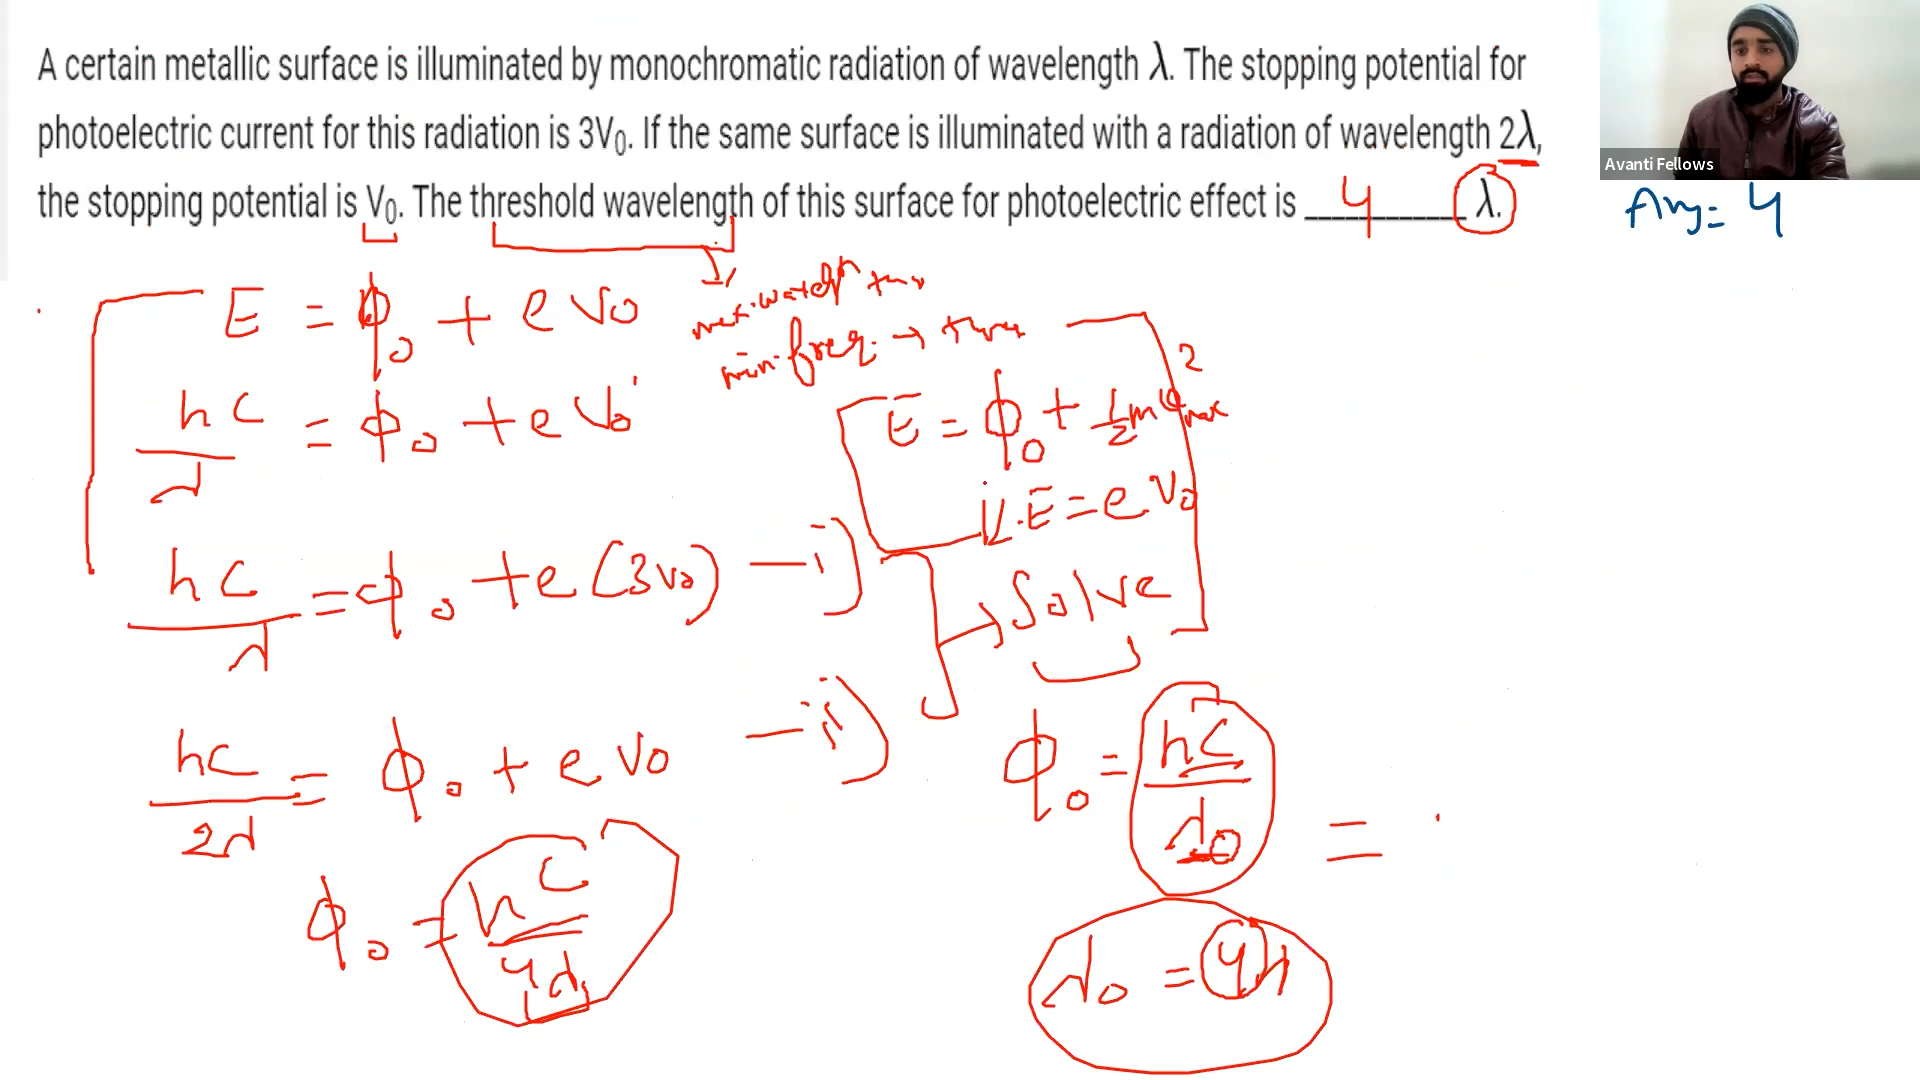 A certain metallic surface is illuminated by monochromatic radiation of wavelength λ. The stopping potential for
photoelectric current for this radiation is 3V₀. If the same surface is illuminated with a radiation of wavelength 2λ,
the stopping potential is V₀. The threshold wavelength of this surface for photoelectric effect is ____4____ λ.
Avanti Fellows
Ans= 4
E = ϕ₀ + eV₀
hc/λ = ϕ₀ + eV₀'
hc/λ = ϕ₀ + e(3V₀) — i)
hc/2λ = ϕ₀ + eV₀ — ii)
ϕ₀ = hc/4λ
min. freq. →
E = ϕ₀ + ½mv²max
K.E = eV₀
Solve
ϕ₀ = hc/λ₀ =
λ₀ = 4λ